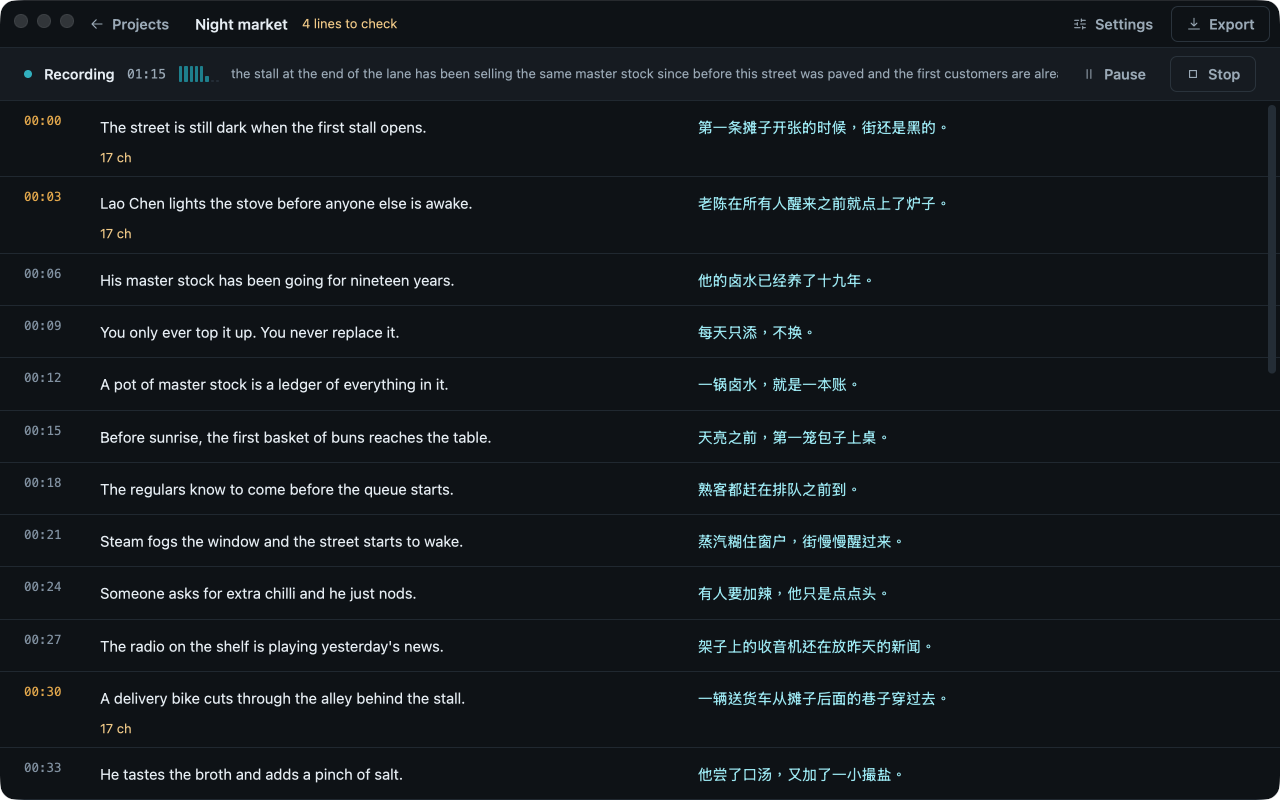 Projects
Night market
4 lines to check
Settings
Export
Recording
01:15
the stall at the end of the lane has been selling the same master stock since before this street was paved and the first customers are alre
Pause
Stop
00:00
The street is still dark when the first stall opens.
第一条摊子开张的时候，街还是黑的。
17 ch
00:03
Lao Chen lights the stove before anyone else is awake.
老陈在所有人醒来之前就点上了炉子。
17 ch
00:06
His master stock has been going for nineteen years.
他的卤水已经养了十九年。
00:09
You only ever top it up. You never replace it.
每天只添，不换。
00:12
A pot of master stock is a ledger of everything in it.
一锅卤水，就是一本账。
00:15
Before sunrise, the first basket of buns reaches the table.
天亮之前，第一笼包子上桌。
00:18
The regulars know to come before the queue starts.
熟客都赶在排队之前到。
00:21
Steam fogs the window and the street starts to wake.
蒸汽糊住窗户，街慢慢醒过来。
00:24
Someone asks for extra chilli and he just nods.
有人要加辣，他只是点点头。
00:27
The radio on the shelf is playing yesterday's news.
架子上的收音机还在放昨天的新闻。
00:30
A delivery bike cuts through the alley behind the stall.
一辆送货车从摊子后面的巷子穿过去。
17 ch
00:33
He tastes the broth and adds a pinch of salt.
他尝了口汤，又加了一小撮盐。